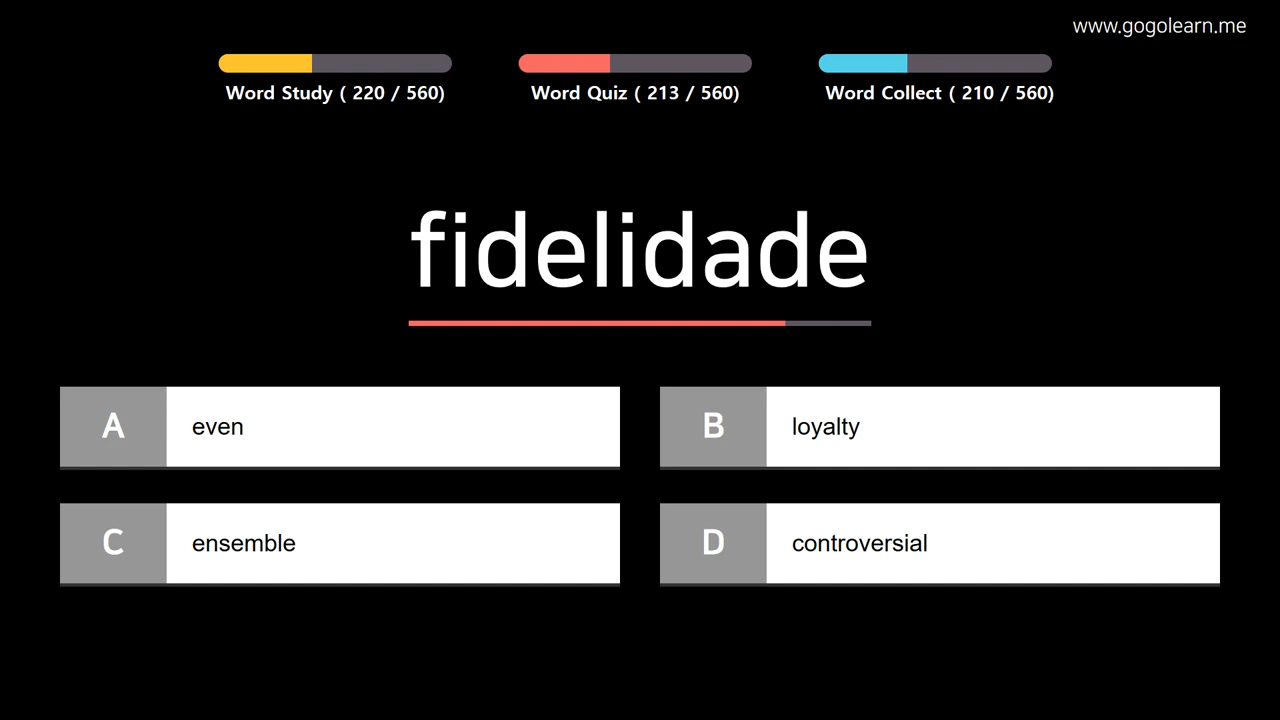 www.gogolearn.me
Word Study ( 220 / 560)
Word Quiz ( 213 / 560)
Word Collect ( 210 / 560)
fidelidade
A even
B loyalty
C ensemble
D controversial